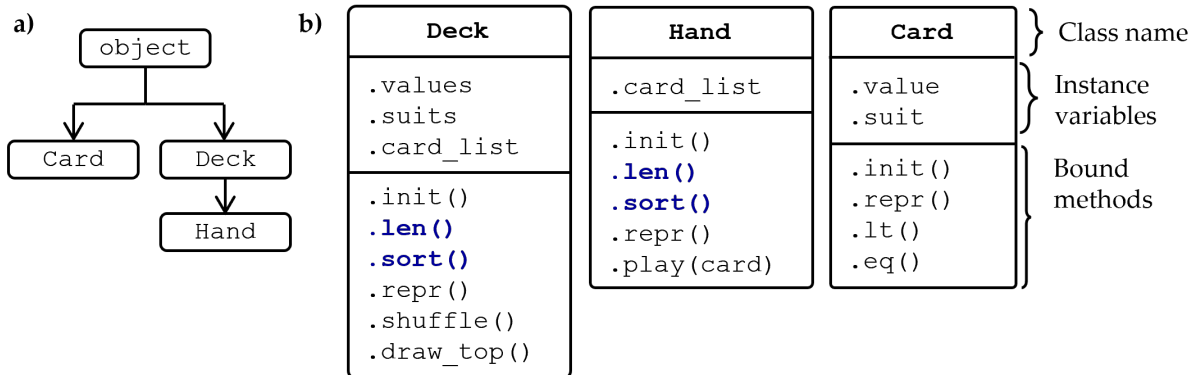 a)
object
Card
Deck
Hand
b)
Deck
.values
.suits
.card_list
.init()
.len()
.sort()
.repr()
.shuffle()
.draw_top()
Hand
.card_list
.init()
.len()
.sort()
.repr()
.play(card)
Card
.value
.suit
.init()
.repr()
.lt()
.eq()
Class name
Instance
variables
Bound
methods